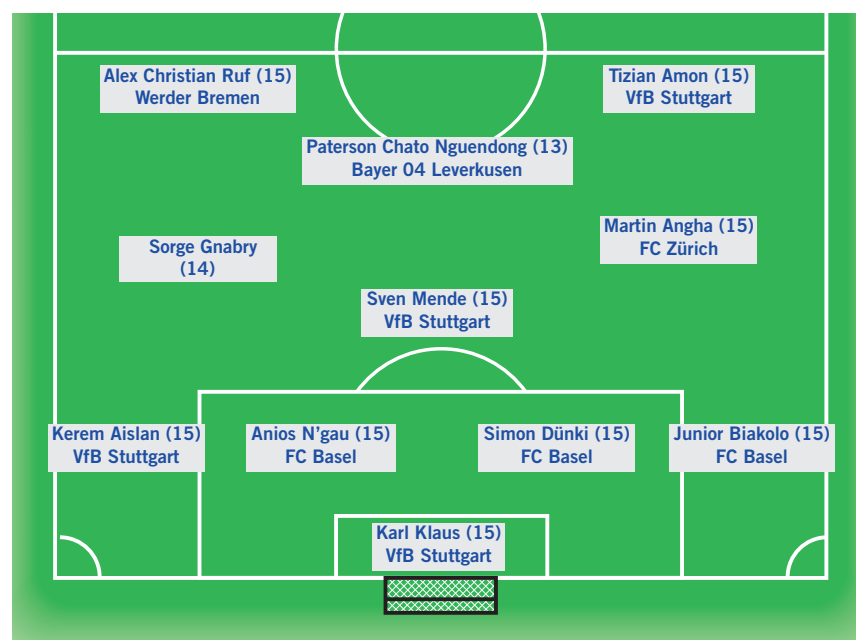 Alex Christian Ruf (15)
Werder Bremen
Tizian Amon (15)
VfB Stuttgart
Paterson Chato Nguendong (13)
Bayer 04 Leverkusen
Martin Angha (15)
FC Zürich
Sorge Gnabry
(14)
Sven Mende (15)
VfB Stuttgart
Kerem Aislan (15)
VfB Stuttgart
Anios N’gau (15)
FC Basel
Simon Dünki (15)
FC Basel
Junior Biakolo (15)
FC Basel
Karl Klaus (15)
VfB Stuttgart